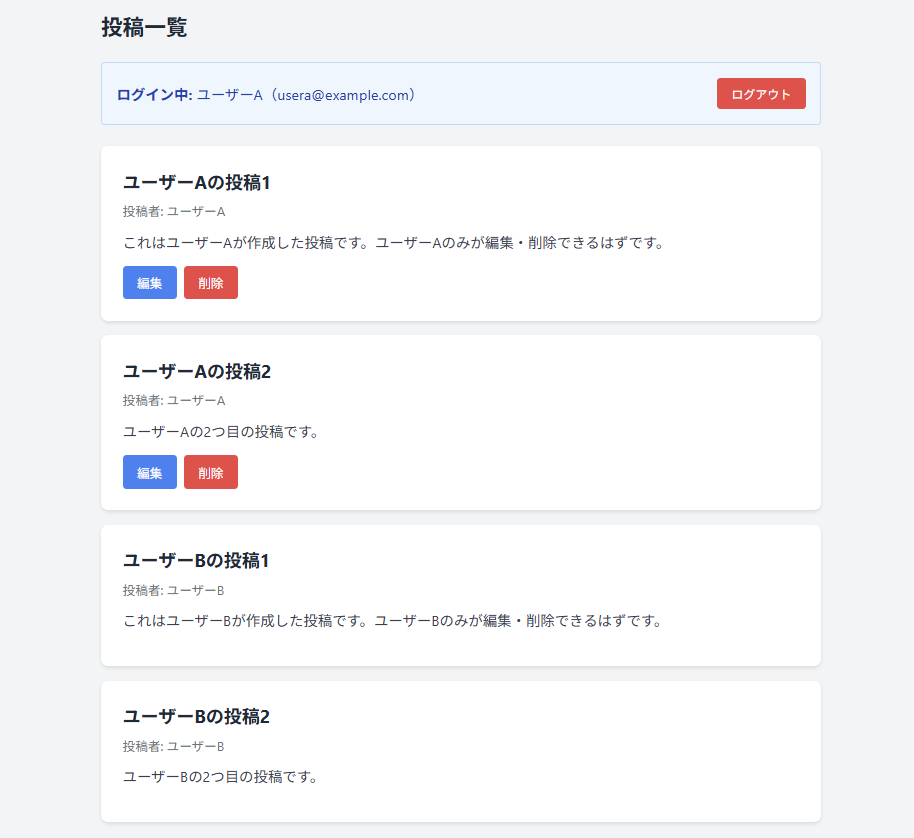 投稿一覧
ログイン中: ユーザーA（usera@example.com）
ログアウト
ユーザーAの投稿1
投稿者: ユーザーA
これはユーザーAが作成した投稿です。ユーザーAのみが編集・削除できるはずです。
編集 削除
ユーザーAの投稿2
投稿者: ユーザーA
ユーザーAの2つ目の投稿です。
編集 削除
ユーザーBの投稿1
投稿者: ユーザーB
これはユーザーBが作成した投稿です。ユーザーBのみが編集・削除できるはずです。
ユーザーBの投稿2
投稿者: ユーザーB
ユーザーBの2つ目の投稿です。